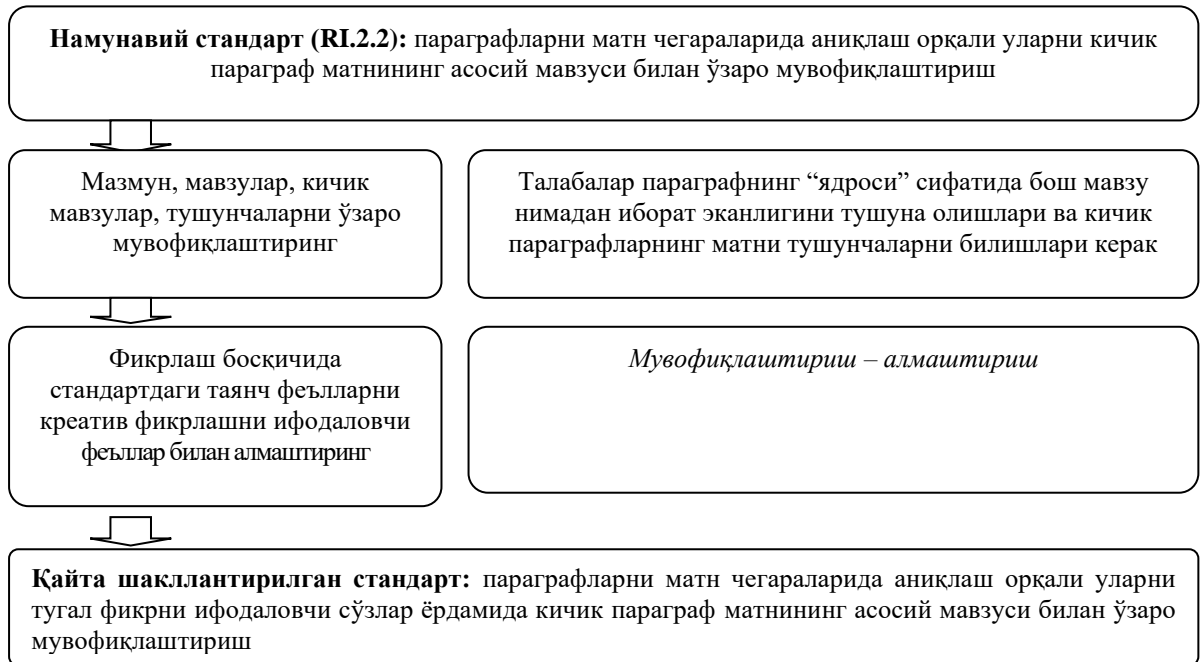 Намунавий стандарт (RI.2.2): параграфларни матн чегараларида аниқлаш орқали уларни кичик
параграф матнининг асосий мавзуси билан ўзаро мувофиқлаштириш
Мазмун, мавзулар, кичик
мавзулар, тушунчаларни ўзаро
мувофиқлаштиринг
Талабалар параграфнинг “ядроси” сифатида бош мавзу
нимадан иборат эканлигини тушуна олишлари ва кичик
параграфларнинг матни тушунчаларни билишлари керак
Фикрлаш босқичида
стандартдаги таянч феълларни
креатив фикрлашни ифодаловчи
феъллар билан алмаштиринг
Мувофиқлаштириш – алмаштириш
Қайта шакллантирилган стандарт: параграфларни матн чегараларида аниқлаш орқали уларни
тугал фикрни ифодаловчи сўзлар ёрдамида кичик параграф матнининг асосий мавзуси билан ўзаро
мувофиқлаштириш